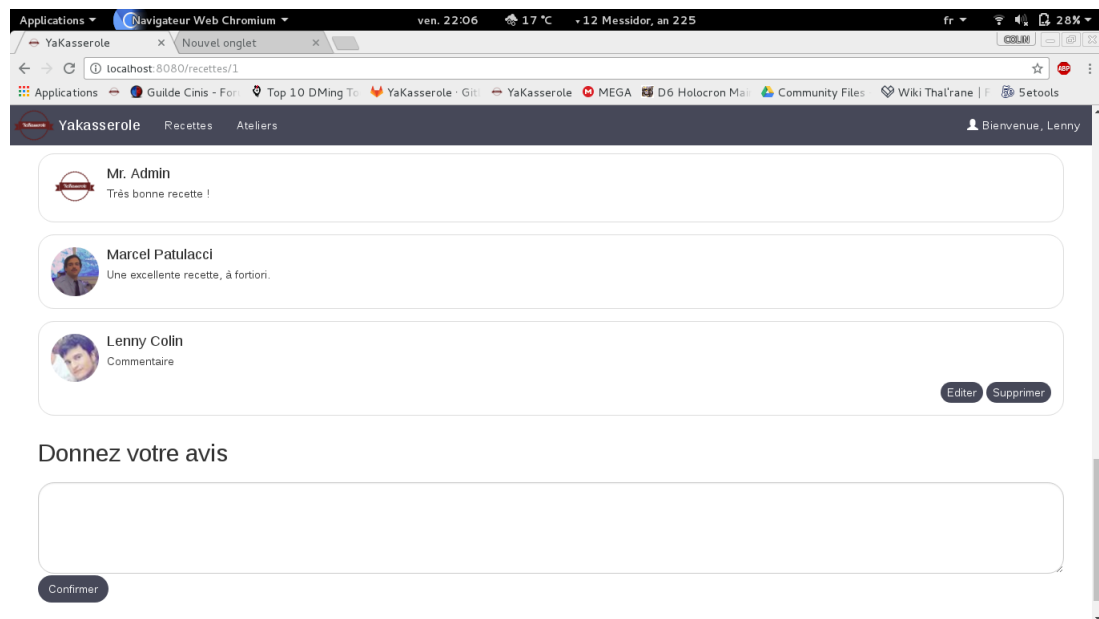 Applications
Navigateur Web Chromium
ven. 22:06
17 °C
12 Messidor, an 225
fr
28%
YaKasserole
Nouvel onglet
COLIN
localhost:8080/recettes/1
ABP
Applications
Guilde Cinis - For
Top 10 DMing To
YaKasserole · Git
YaKasserole
MEGA
D6 Holocron Mai
Community Files -
Wiki Thal'rane | F
5etools
Yakasserole
Recettes
Ateliers
Bienvenue, Lenny
Mr. Admin
Très bonne recette !
Marcel Patulacci
Une excellente recette, à fortiori.
Lenny Colin
Commentaire
Editer
Supprimer
Donnez votre avis
Confirmer